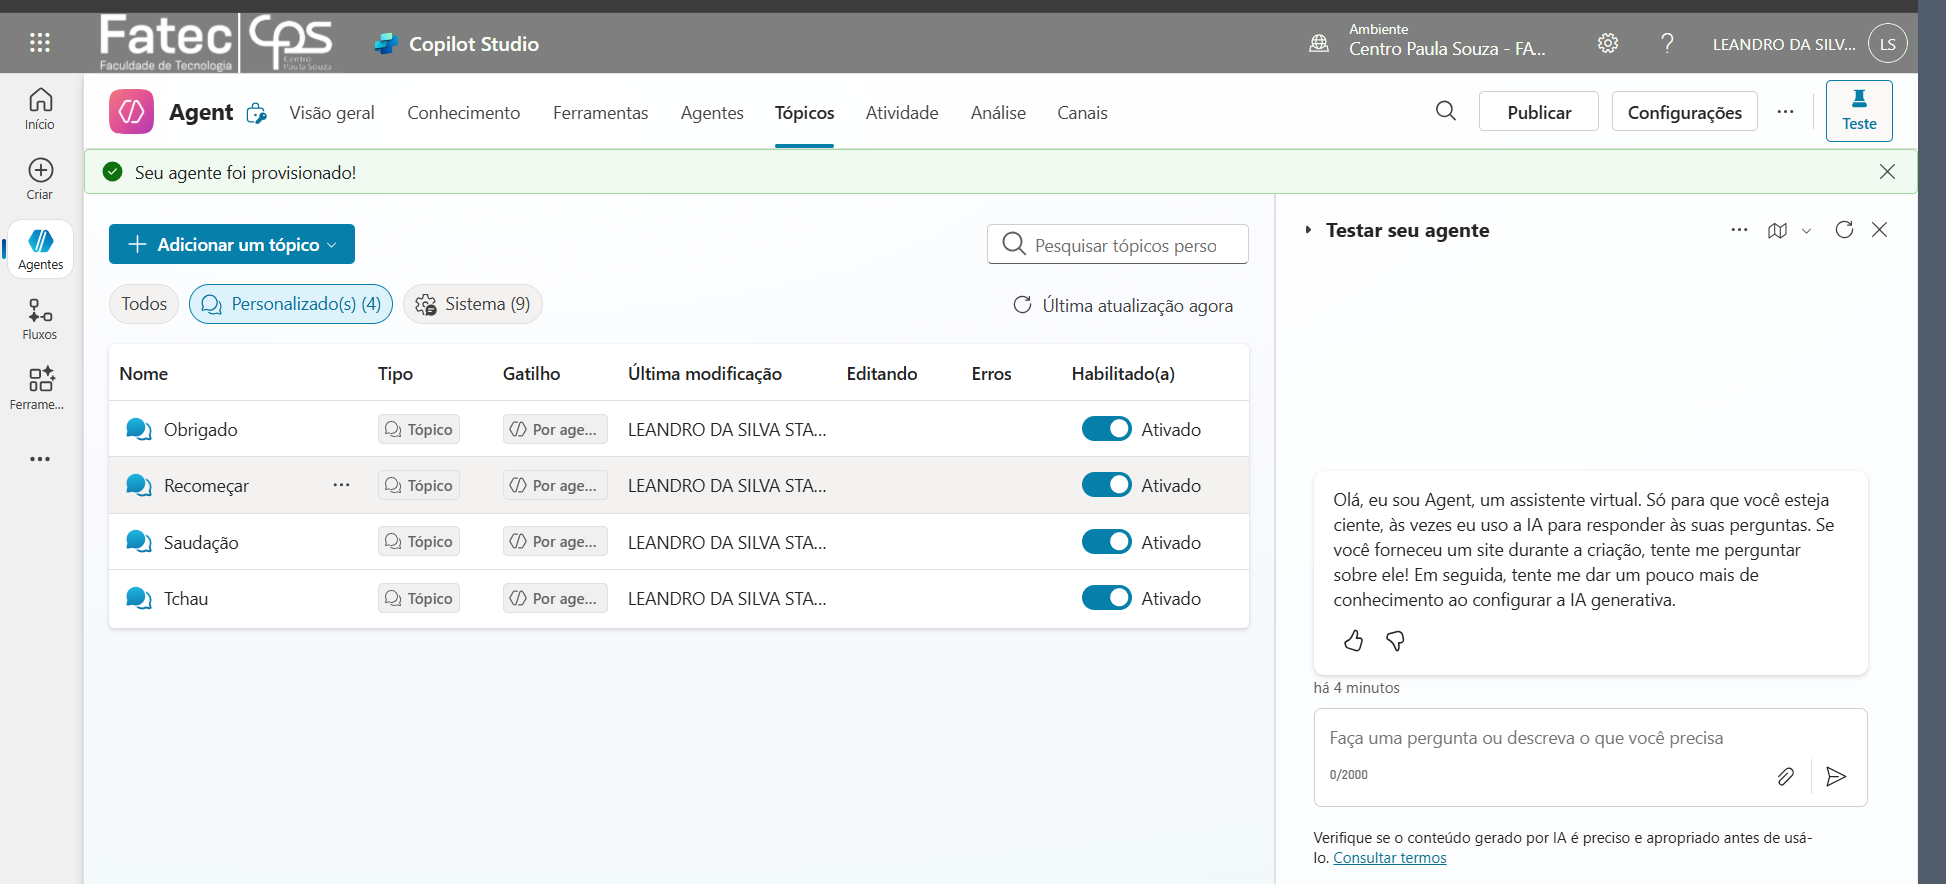 Fatec
Faculdade de Tecnologia
CPS
Centro
Paula Souza
Copilot Studio
Ambiente
Centro Paula Souza - FA...
LEANDRO DA SILV...
LS
Início
Criar
Agentes
Fluxos
Ferrame...
Agent
Visão geral
Conhecimento
Ferramentas
Agentes
Tópicos
Atividade
Análise
Canais
Publicar
Configurações
Teste
Seu agente foi provisionado!
Adicionar um tópico
Pesquisar tópicos perso
Todos
Personalizado(s) (4)
Sistema (9)
Última atualização agora
Nome Tipo Gatilho Última modificação Editando Erros Habilitado(a)
Obrigado Tópico Por age... LEANDRO DA SILVA STA... Ativado
Recomeçar Tópico Por age... LEANDRO DA SILVA STA... Ativado
Saudação Tópico Por age... LEANDRO DA SILVA STA... Ativado
Tchau Tópico Por age... LEANDRO DA SILVA STA... Ativado
Testar seu agente
Olá, eu sou Agent, um assistente virtual. Só para que você esteja
ciente, às vezes eu uso a IA para responder às suas perguntas. Se
você forneceu um site durante a criação, tente me perguntar
sobre ele! Em seguida, tente me dar um pouco mais de
conhecimento ao configurar a IA generativa.
há 4 minutos
Faça uma pergunta ou descreva o que você precisa
0/2000
Verifique se o conteúdo gerado por IA é preciso e apropriado antes de usá-
lo. Consultar termos